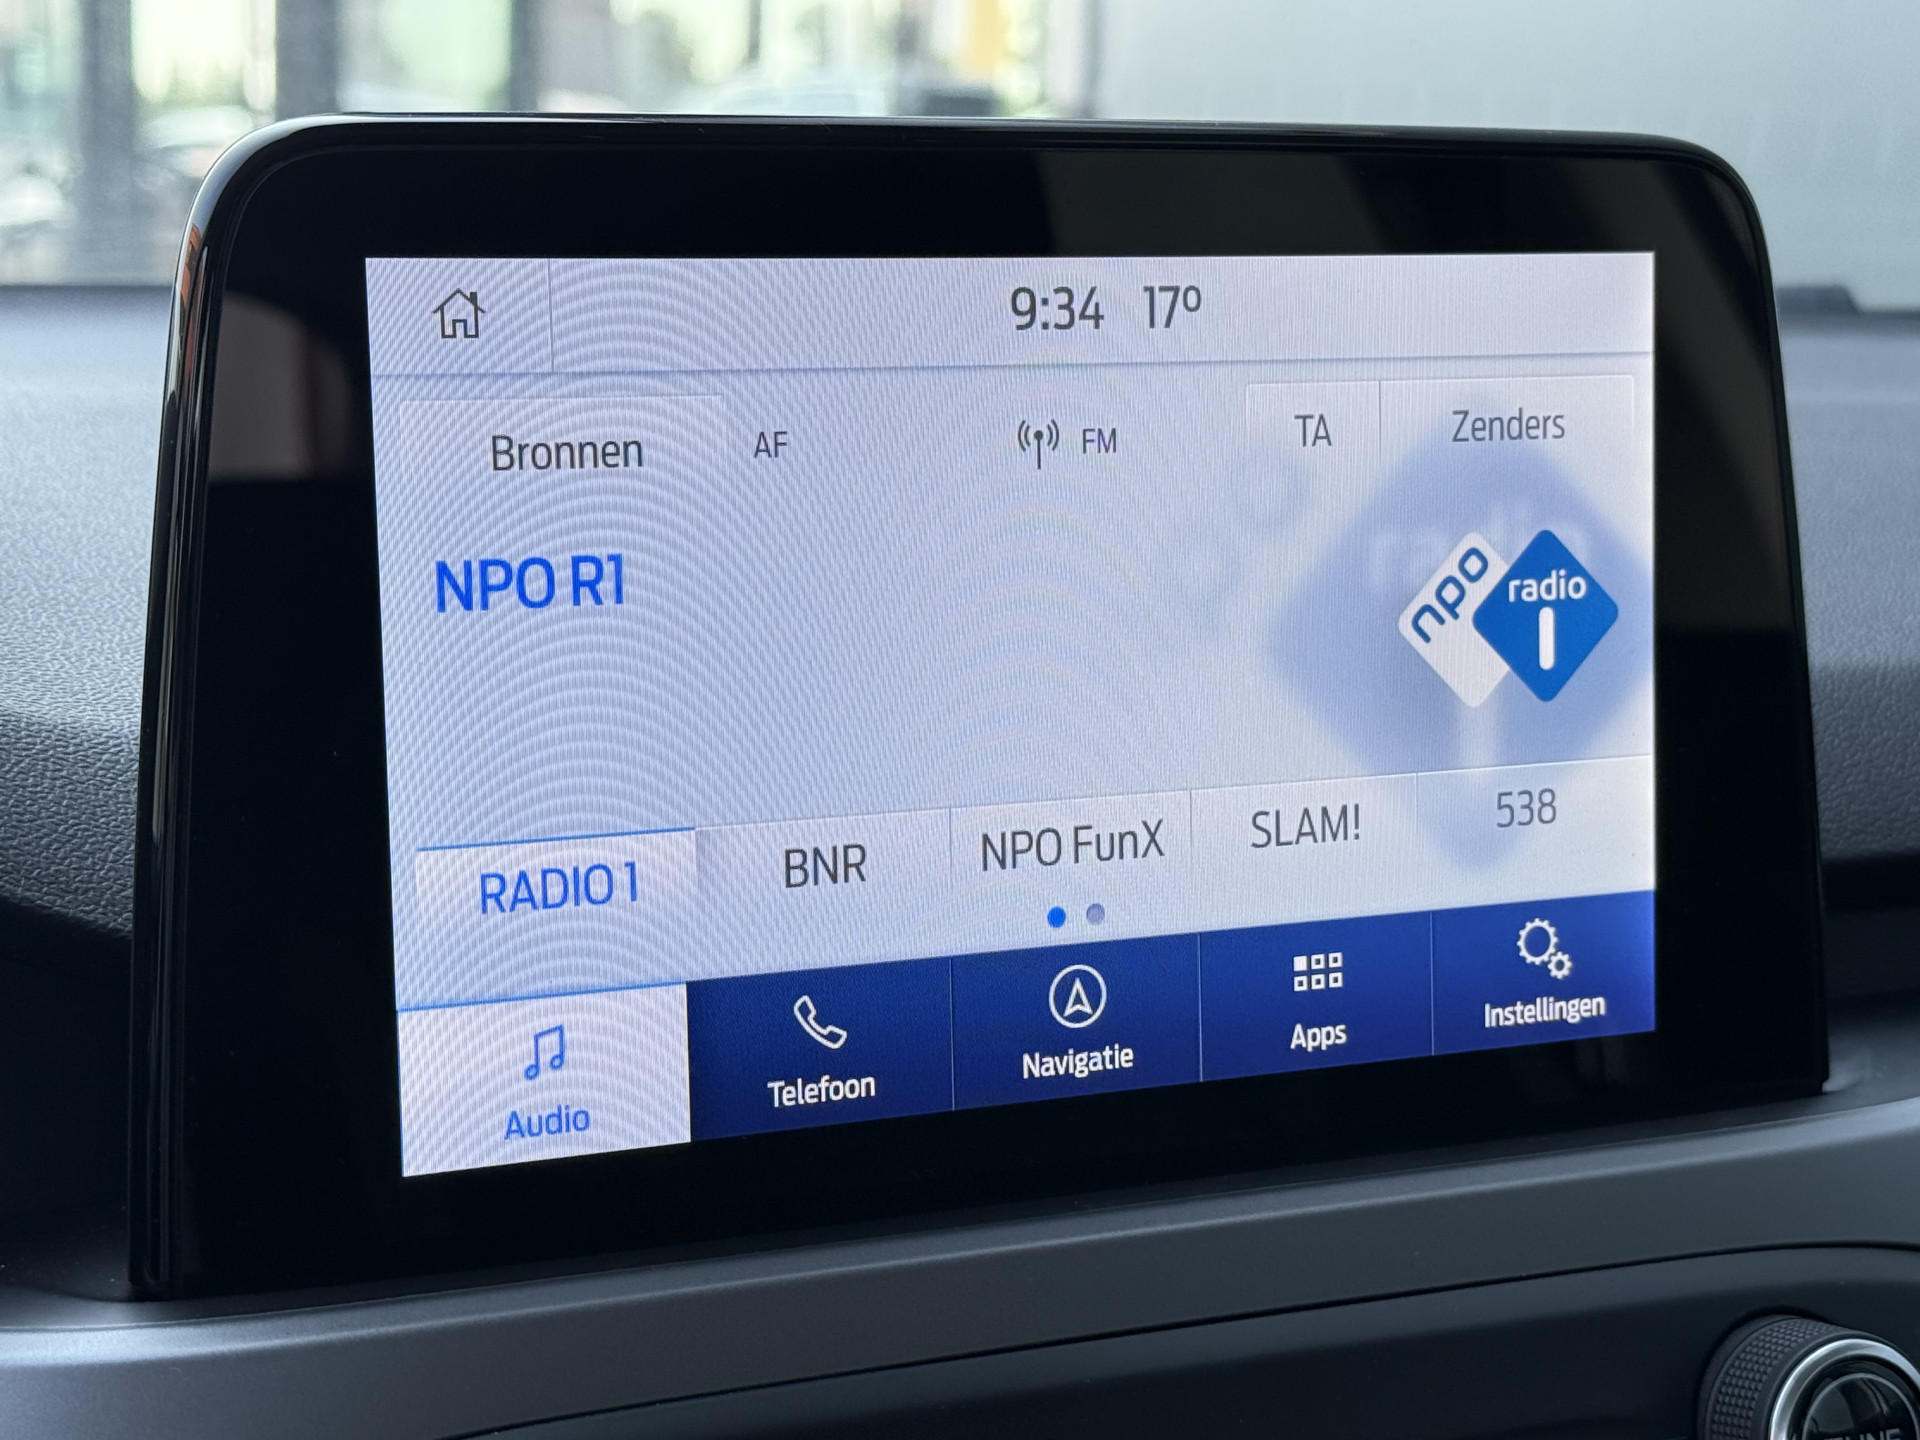 9:34 17º
Bronnen AF FM TA Zenders
NPO R1
npo radio 1
RADIO 1 BNR NPO FunX SLAM! 538
Audio Telefoon Navigatie Apps Instellingen